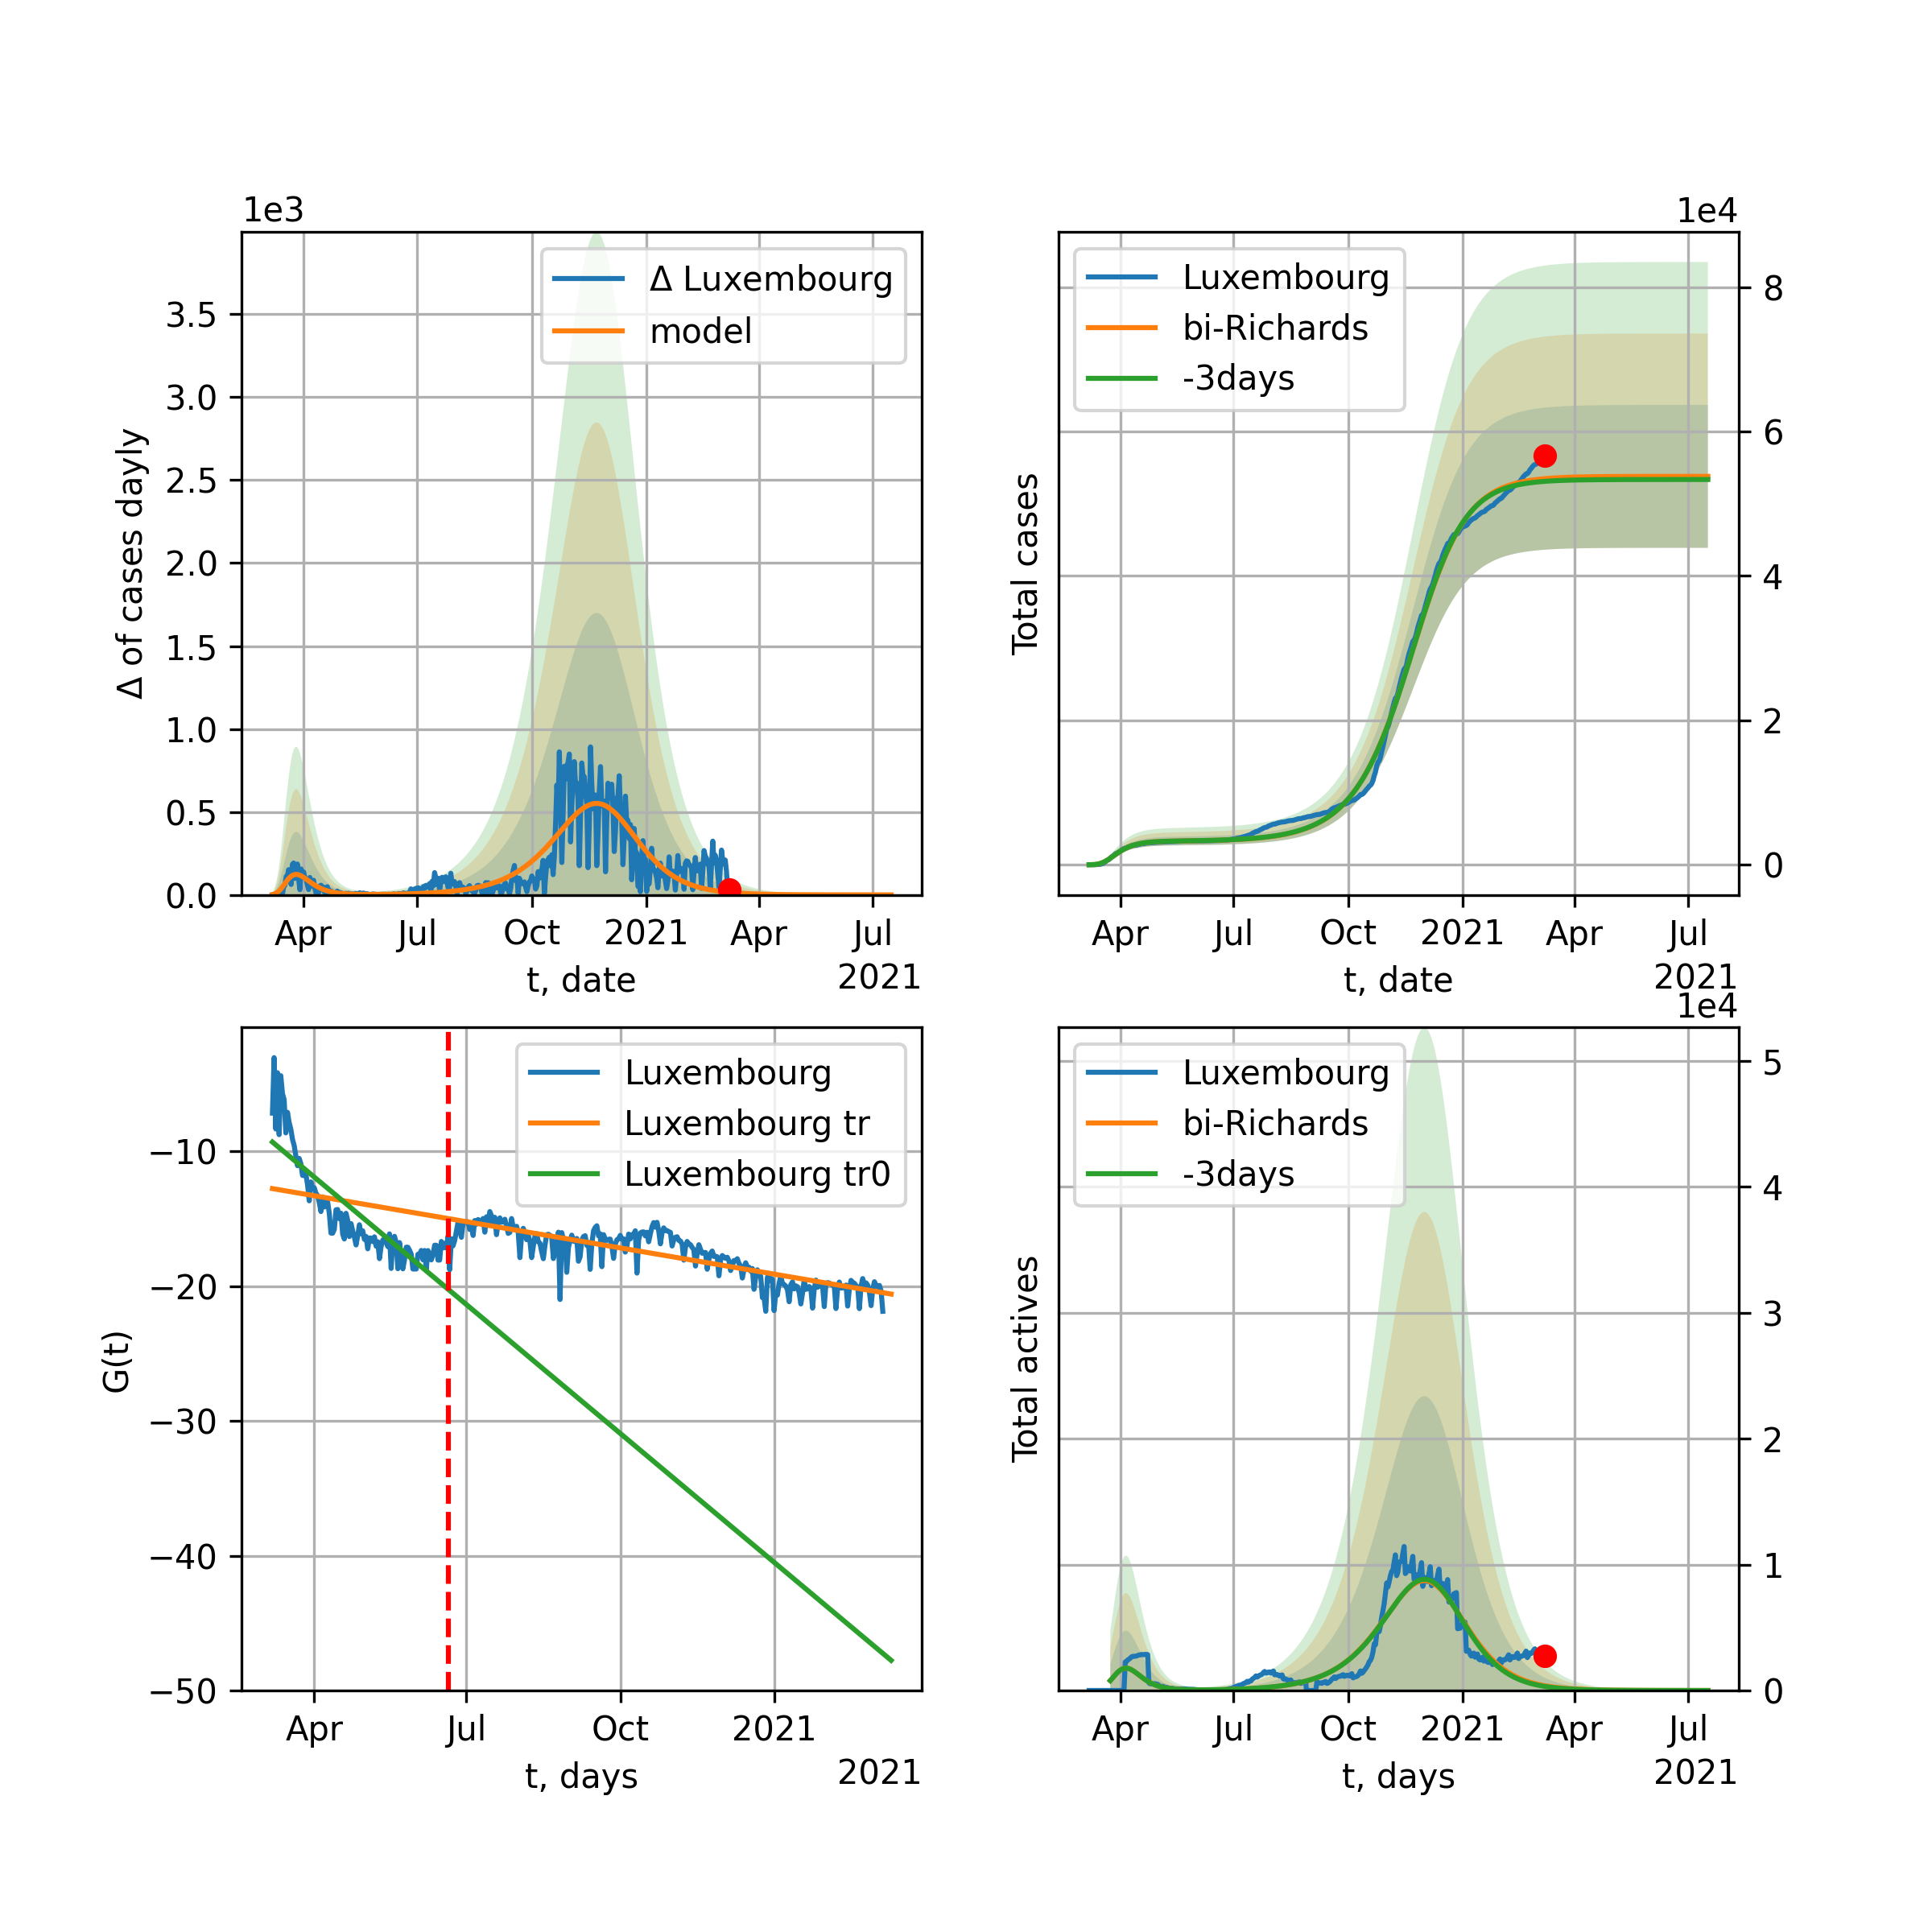 1e3
Δ Luxembourg
model
3.5
3.0
2.5
2.0
1.5
1.0
0.5
0.0
Δ of cases dayly
Apr Jul Oct 2021 Apr Jul
t, date 2021
1e4
Luxembourg
bi-Richards
-3days
8
6
4
2
0
Total cases
Apr Jul Oct 2021 Apr Jul
t, date 2021
Luxembourg
Luxembourg tr
Luxembourg tr0
−10
−20
−30
−40
−50
G(t)
Apr Jul Oct 2021
t, days 2021
1e4
Luxembourg
bi-Richards
-3days
5
4
3
2
1
0
Total actives
Apr Jul Oct 2021 Apr Jul
t, days 2021